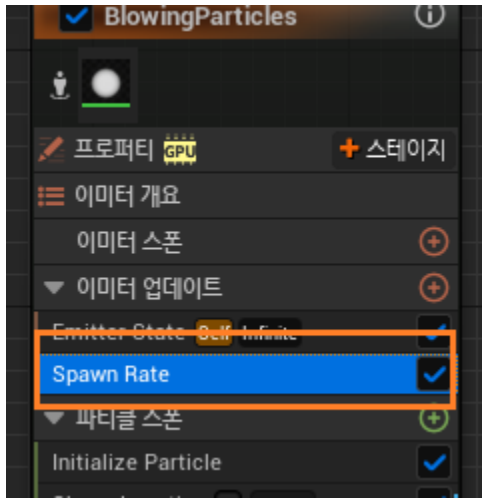 BlowingParticles
프로퍼티 GPU + 스테이지
이미터 개요
이미터 스폰
이미터 업데이트
Emitter State Self Infinite
Spawn Rate
파티클 스폰
Initialize Particle